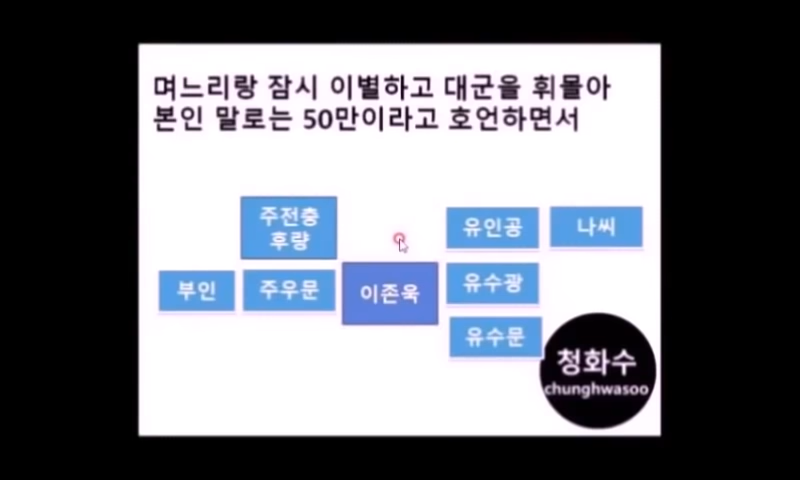 며느리랑 잠시 이별하고 대군을 휘몰아
본인 말로는 50만이라고 호언하면서
주전충
후량
유인공
나씨
부인
주우문
이존욱
유수광
유수문
청화수
chunghwasoo